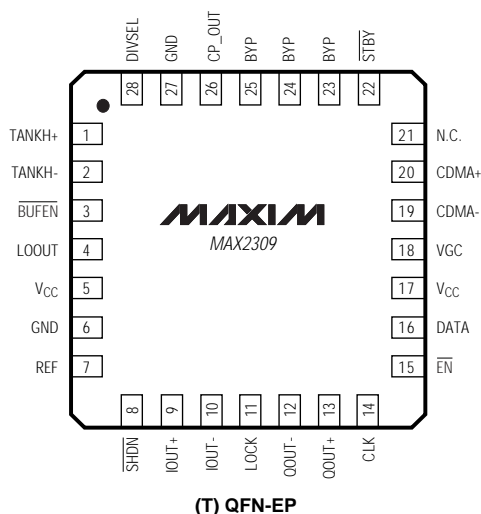 DIVSEL
GND
CP_OUT
BYP
BYP
BYP
STBY
28
27
26
25
24
23
22
TANKH+ 1
TANKH- 2
BUFEN 3
LOOUT 4
VCC 5
GND 6
REF 7
21 N.C.
20 CDMA+
19 CDMA-
18 VGC
17 VCC
16 DATA
15 EN
MAXIM
MAX2309
8
9
10
11
12
13
14
SHDN
IOUT+
IOUT-
LOCK
QOUT-
QOUT+
CLK
(T) QFN-EP